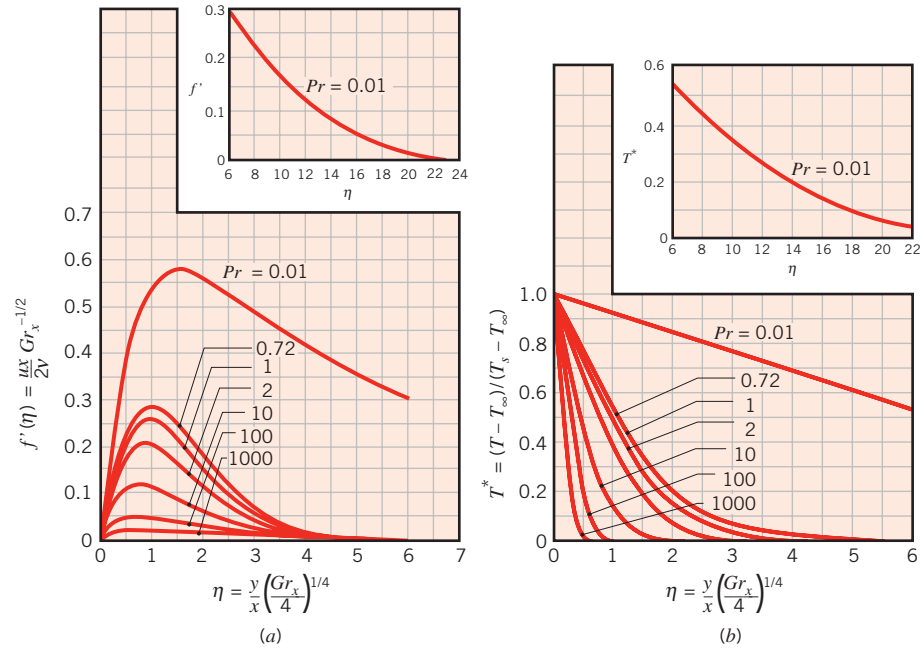 0.3
0.2
f'
0.1
0
Pr = 0.01
6 8 10 12 14 16 18 20 22 24
η
0.7
0.6
0.5
0.4
0.3
0.2
0.1
0
f'(η) = ux/2ν Gr_x^{-1/2}
Pr = 0.01
0.72
1
2
10
100
1000
0 1 2 3 4 5 6 7
η = y/x (Gr_x/4)^{1/4}
(a)
0.6
0.4
T*
0.2
0
Pr = 0.01
6 8 10 12 14 16 18 20 22
η
1.0
0.8
0.6
0.4
0.2
0
T* = (T − T∞)/(Ts − T∞)
Pr = 0.01
0.72
1
2
10
100
1000
0 1 2 3 4 5 6
η = y/x (Gr_x/4)^{1/4}
(b)